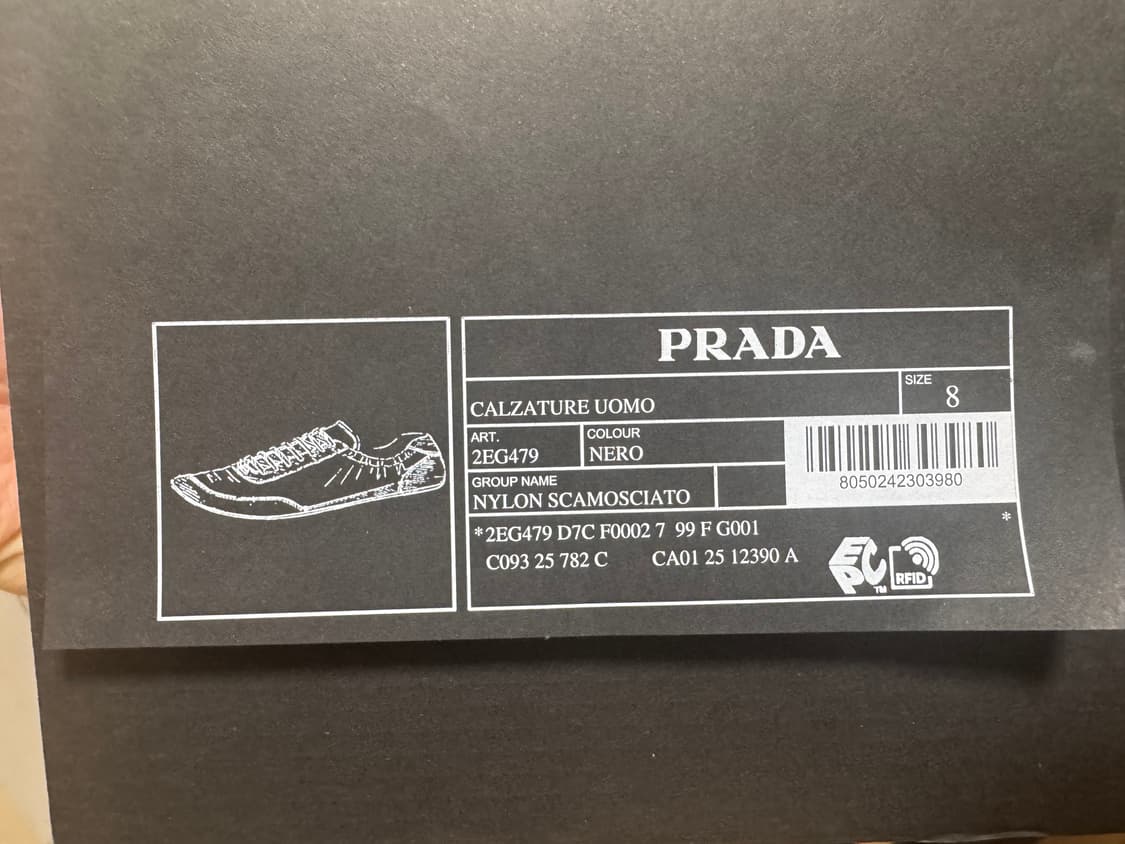 PRADA
CALZATURE UOMO
SIZE
8
ART.
2EG479
COLOUR
NERO
8050242303980
GROUP NAME
NYLON SCAMOSCIATO
*2EG479 D7C F0002 7 99 F G001 *
C093 25 782 C CA01 25 12390 A
EPC™
RFID